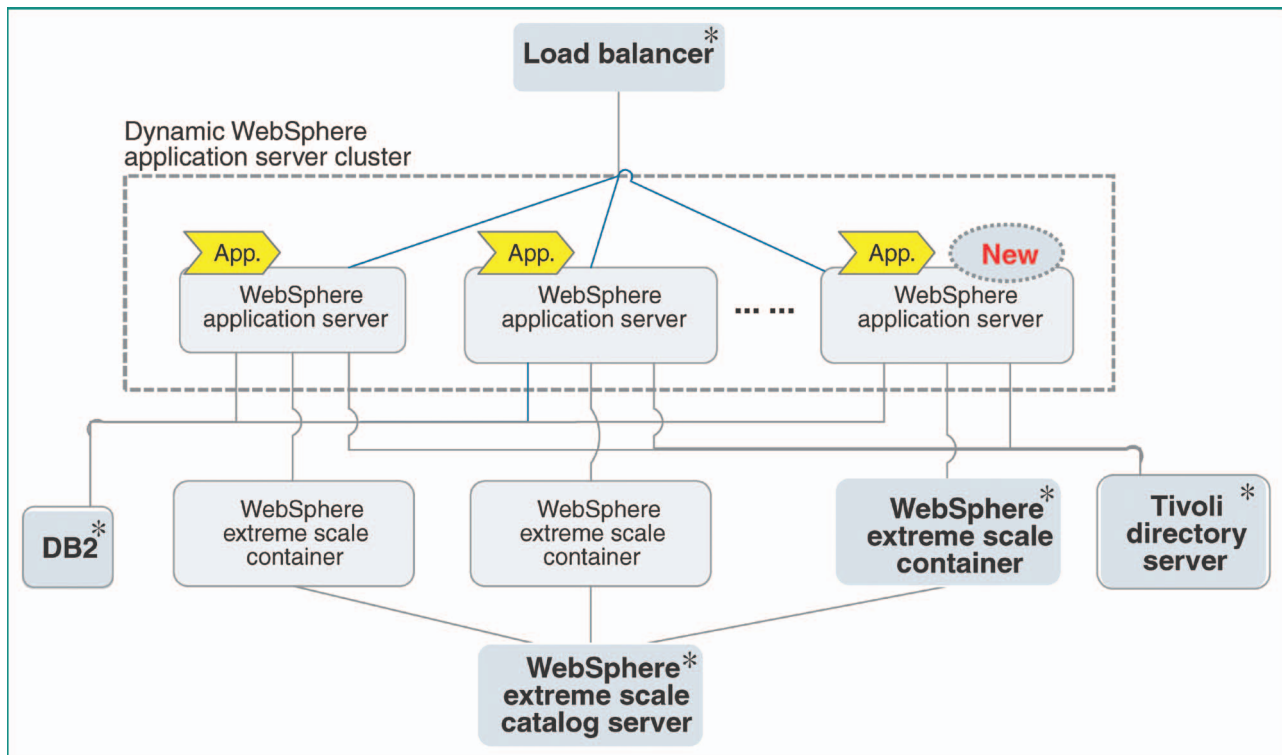 Load balancer*
Dynamic WebSphere
application server cluster
App.
App.
App.
New
WebSphere
application server
WebSphere
application server
... ...
WebSphere
application server
WebSphere
extreme scale
container
WebSphere
extreme scale
container
WebSphere*
extreme scale
container
Tivoli*
directory
server
DB2*
WebSphere*
extreme scale
catalog server